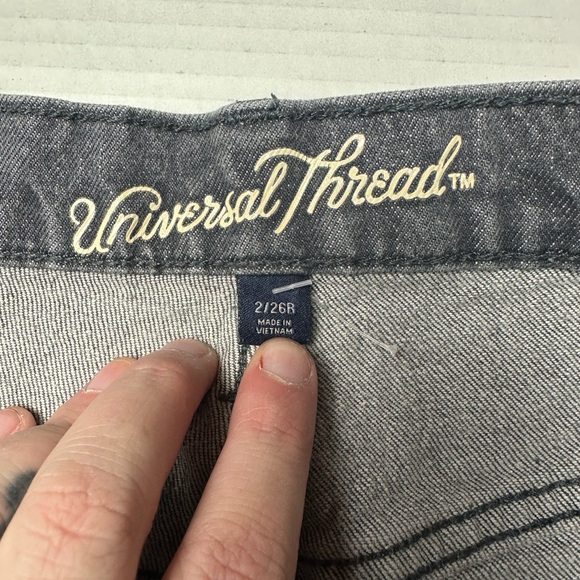 Universal Thread™
2/26R
MADE IN
VIETNAM